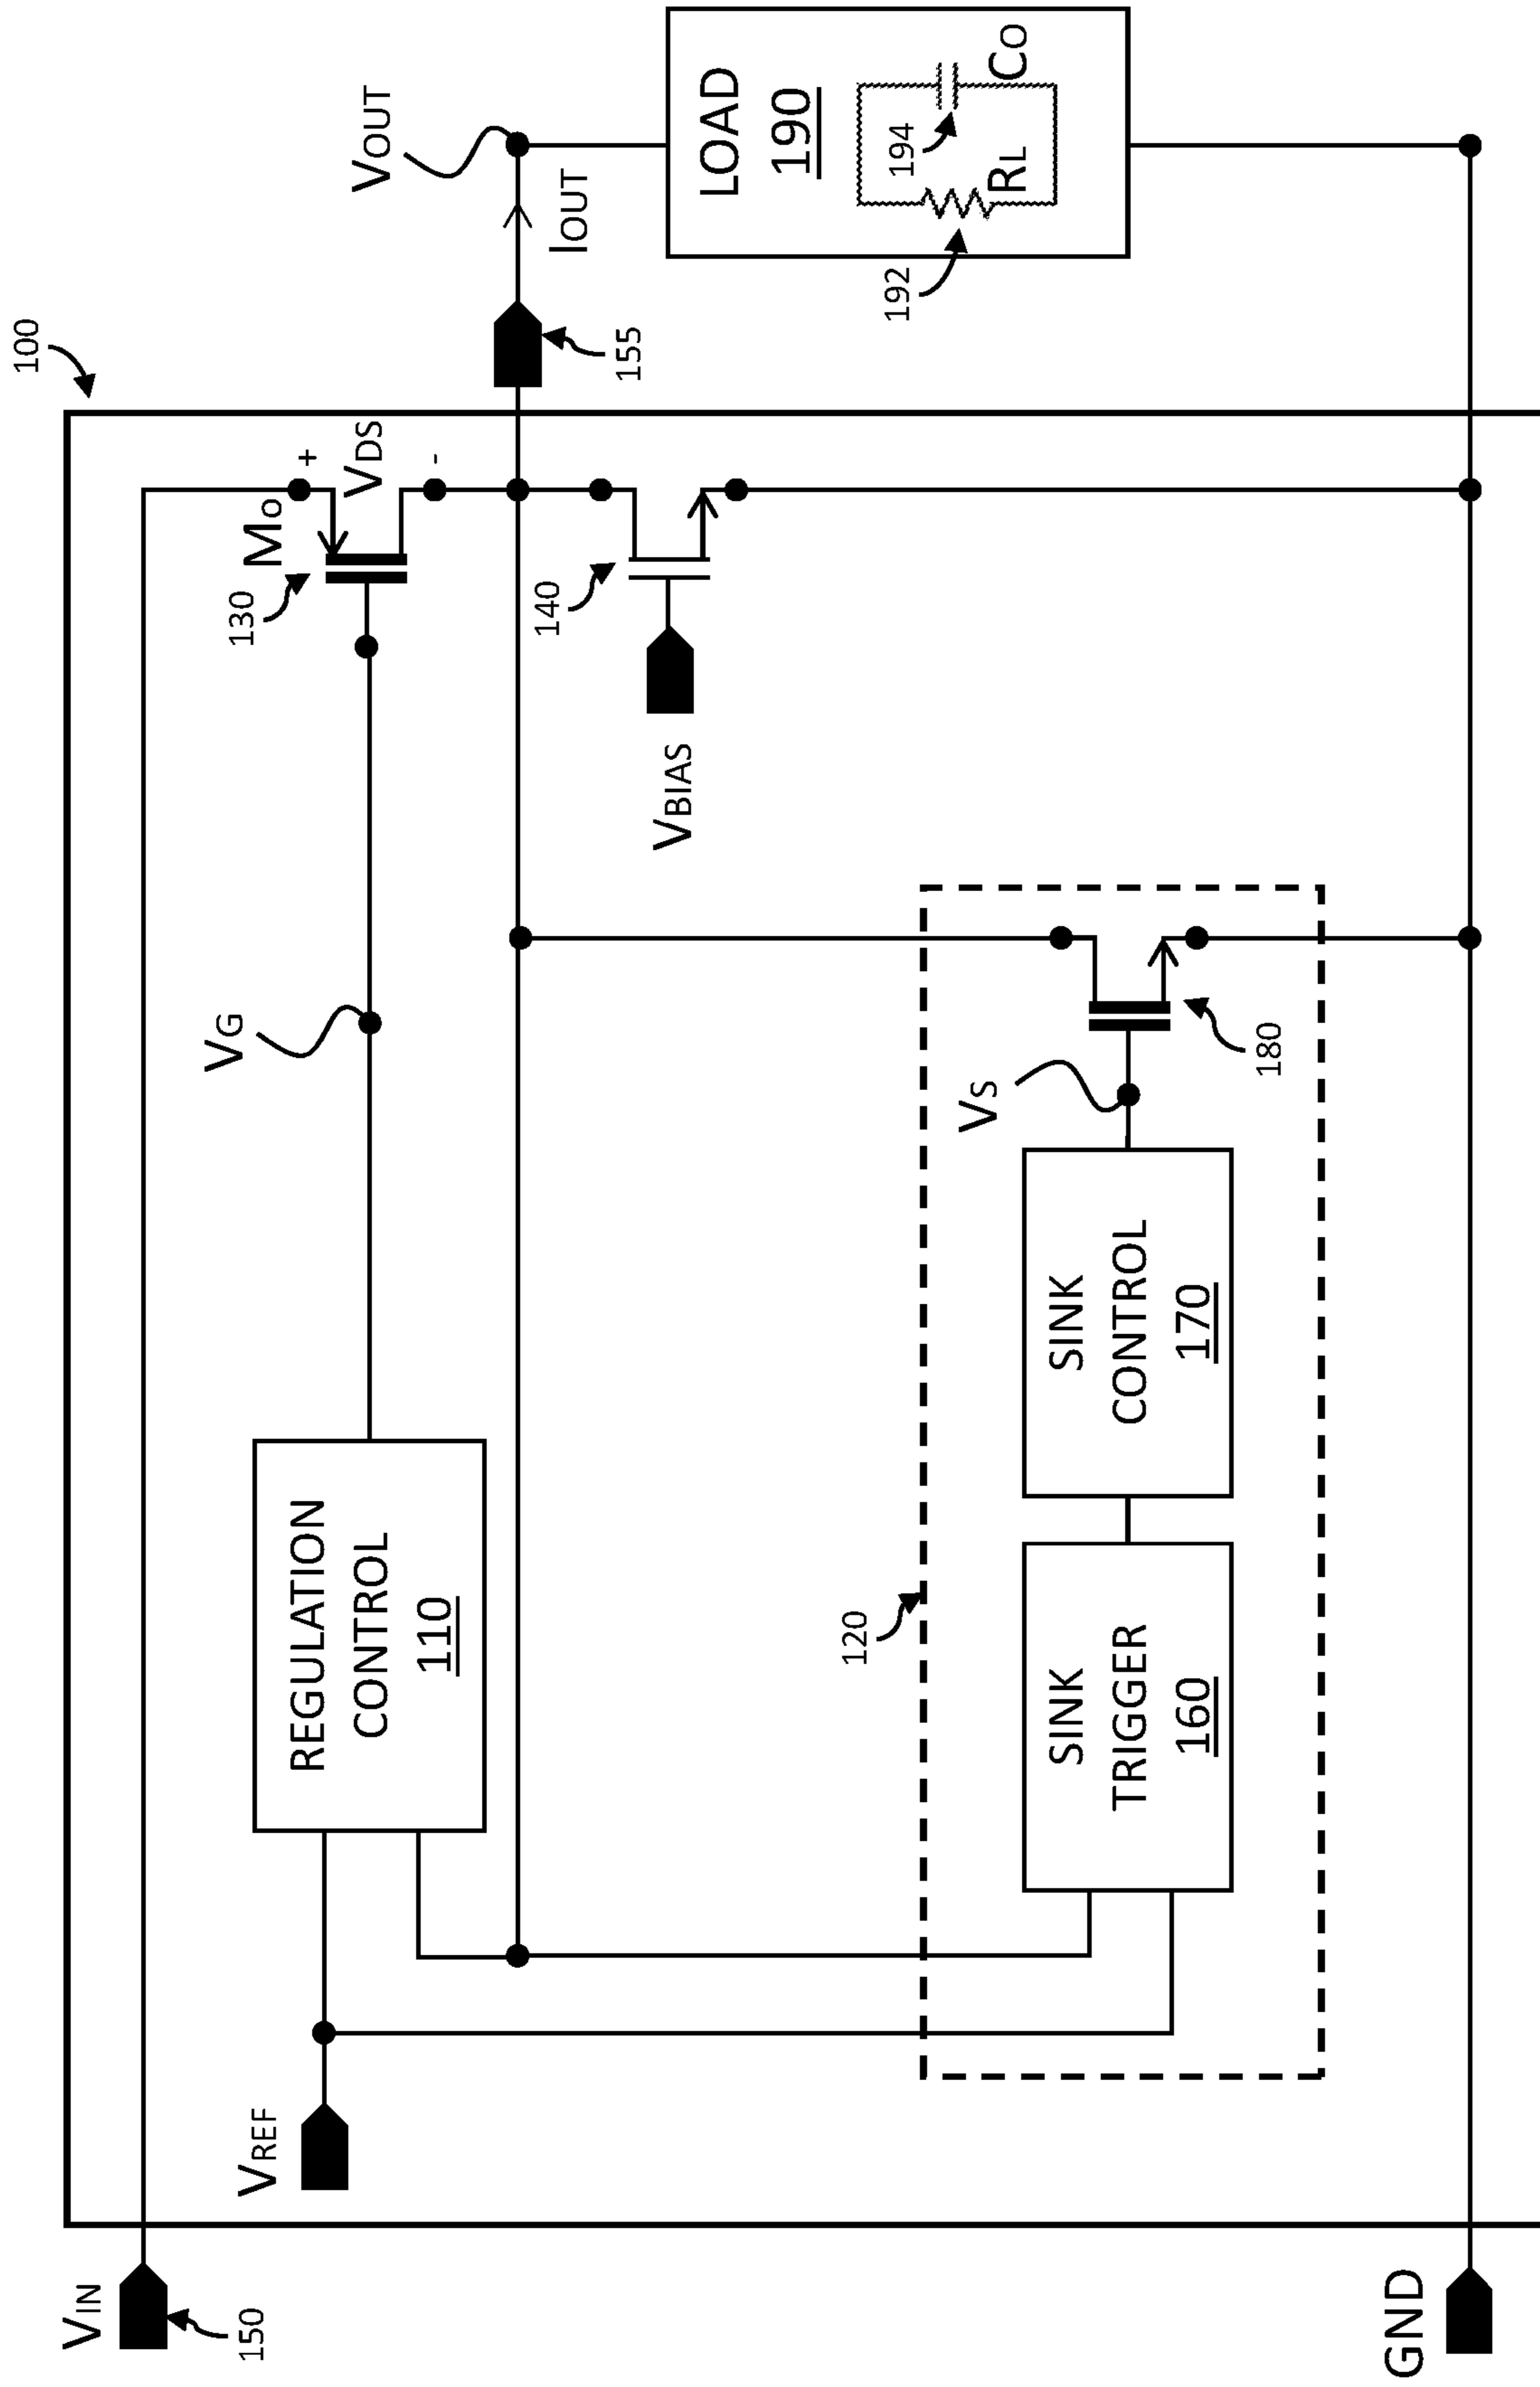 100
VIN
150
VREF
REGULATION
CONTROL
110
VG
130
MO
+
VDS
-
VOUT
IOUT
155
VBIAS
140
LOAD
190
192
RL
194
CO
120
SINK
TRIGGER
160
SINK
CONTROL
170
VS
180
GND